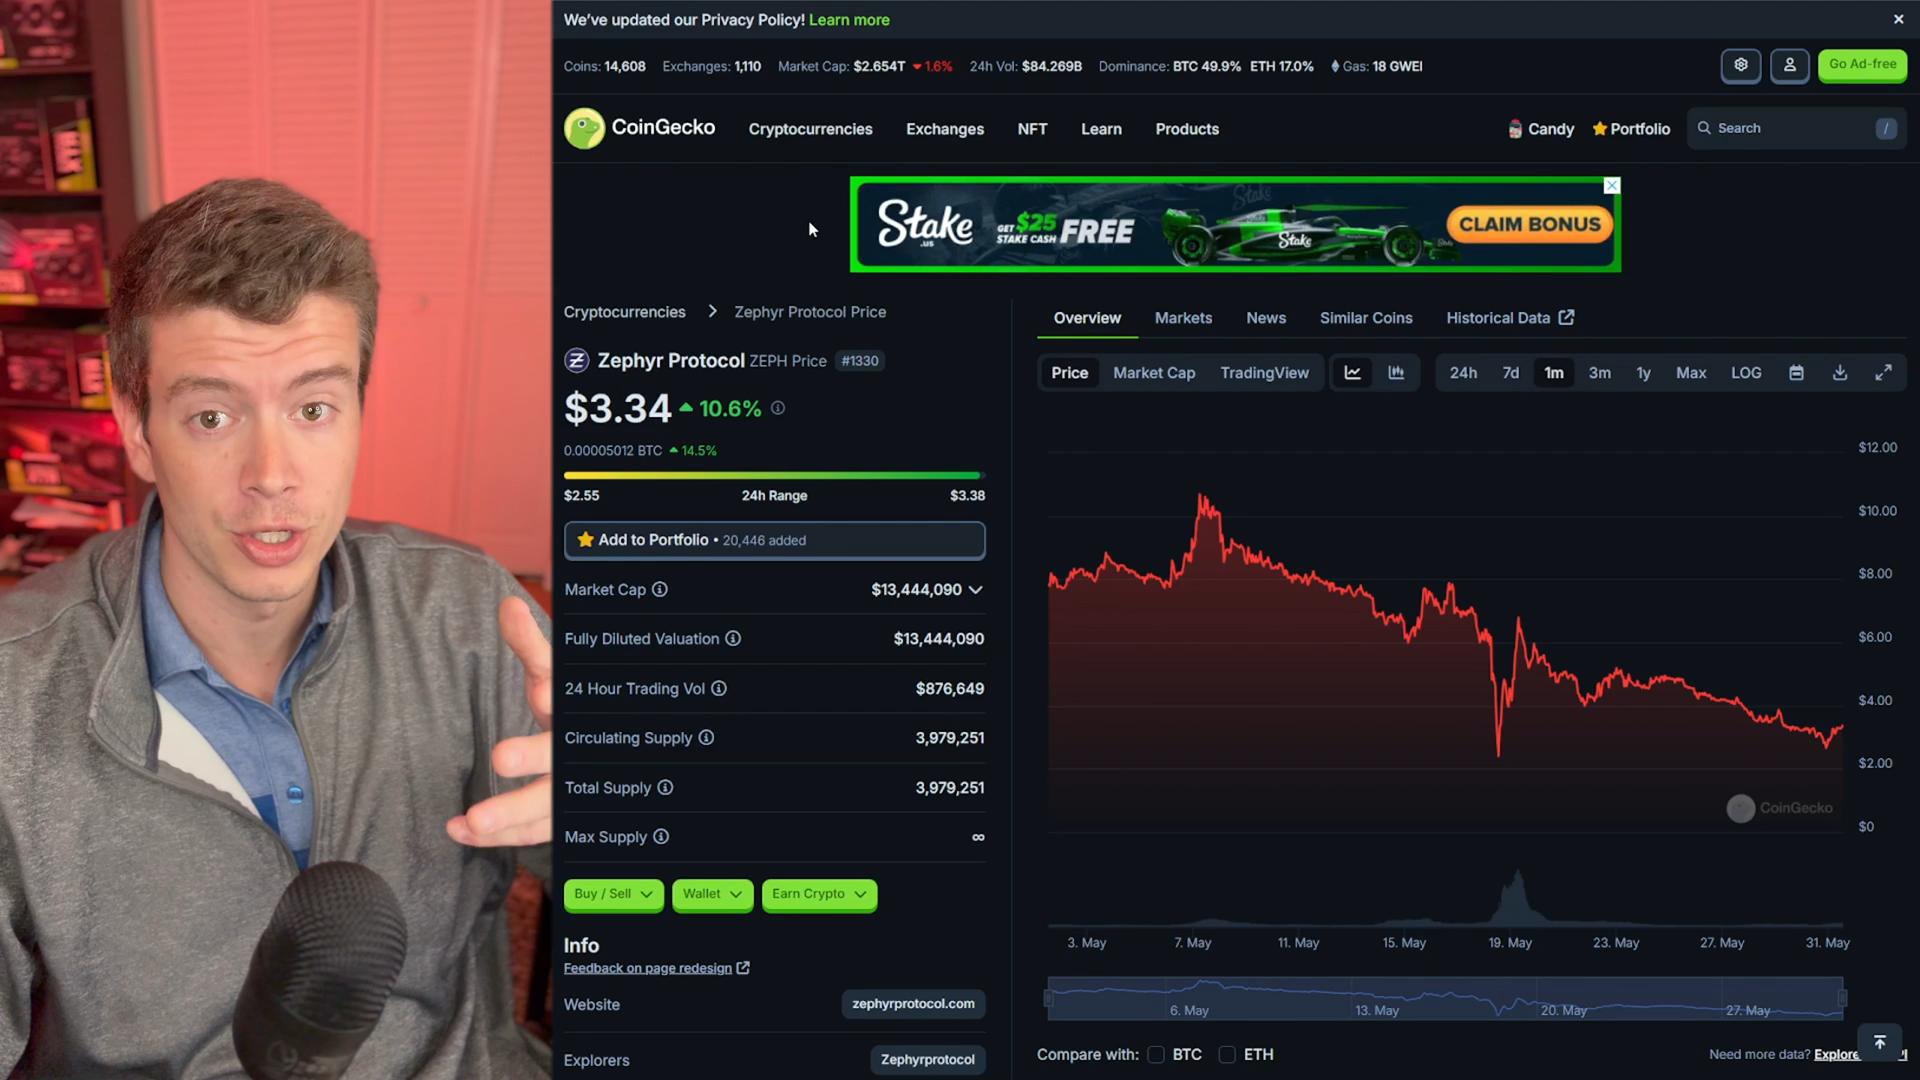 We've updated our Privacy Policy! Learn more
Coins: 14,608 Exchanges: 1,110 Market Cap: $2.654T 1.6% 24h Vol: $84.269B Dominance: BTC 49.9% ETH 17.0% Gas: 18 GWEI
Go Ad-free
CoinGecko Cryptocurrencies Exchanges NFT Learn Products Candy Portfolio Search /
Stake
.us
GET $25
STAKE CASH FREE
Stake
CLAIM BONUS
Cryptocurrencies Zephyr Protocol Price
Zephyr Protocol ZEPH Price #1330
$3.34 10.6%
0.00005012 BTC 14.5%
$2.55 24h Range $3.38
Add to Portfolio • 20,446 added
Market Cap $13,444,090
Fully Diluted Valuation $13,444,090
24 Hour Trading Vol $876,649
Circulating Supply 3,979,251
Total Supply 3,979,251
Max Supply ∞
Buy / Sell Wallet Earn Crypto
Info
Feedback on page redesign
Website zephyrprotocol.com
Explorers Zephyrprotocol
Overview Markets News Similar Coins Historical Data
Price Market Cap TradingView 24h 7d 1m 3m 1y Max LOG
$12.00
$10.00
$8.00
$6.00
$4.00
$2.00
CoinGecko
$0
3. May 7. May 11. May 15. May 19. May 23. May 27. May 31. May
6. May 13. May 20. May 27. May
Compare with: BTC ETH
Need more data? Explore